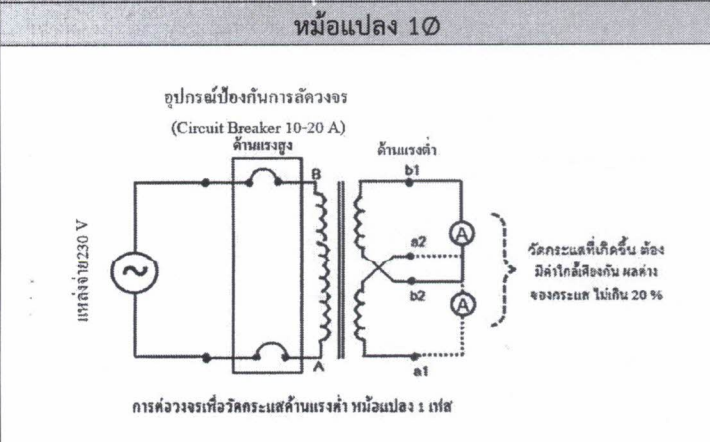 หม้อแปลง 1Ø
อุปกรณ์ป้องกันการลัดวงจร
(Circuit Breaker 10-20 A)
ด้านแรงสูง
ด้านแรงต่ำ
B
b1
A
a2
b2
A
A
a1
แหล่งจ่าย230 V
วัดกระแสที่เกิดขึ้น ต้อง
มีค่าใกล้เคียงกัน ผลต่าง
ของกระแส ไม่เกิน 20 %
การต่อวงจรเพื่อวัดกระแสด้านแรงต่ำ หม้อแปลง 1 เฟส